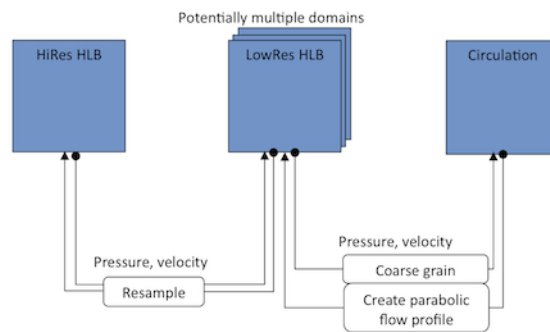 Potentially multiple domains
HiRes HLB
LowRes HLB
Circulation
Pressure, velocity
Resample
Pressure, velocity
Coarse grain
Create parabolic
flow profile